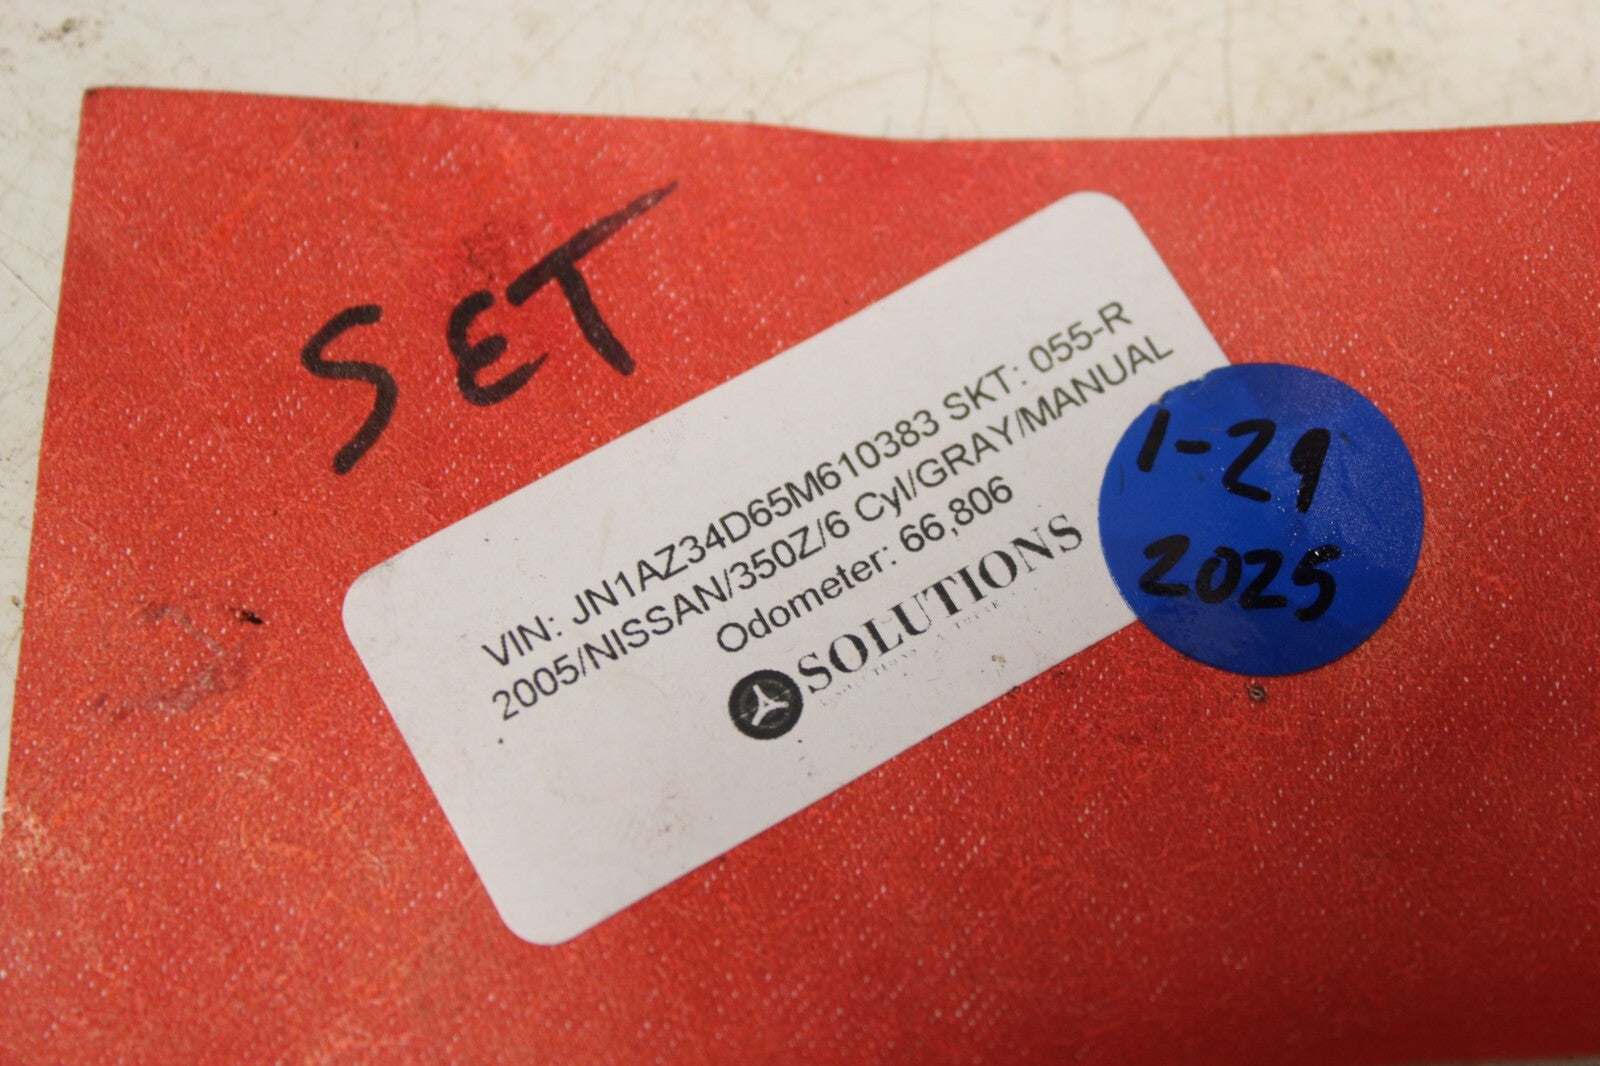 SET
VIN: JN1AZ34D65M610383 SKT: 055-R
2005/NISSAN/350Z/6 Cyl/GRAY/MANUAL
Odometer: 66,806
SOLUTIONS
1-29
2025